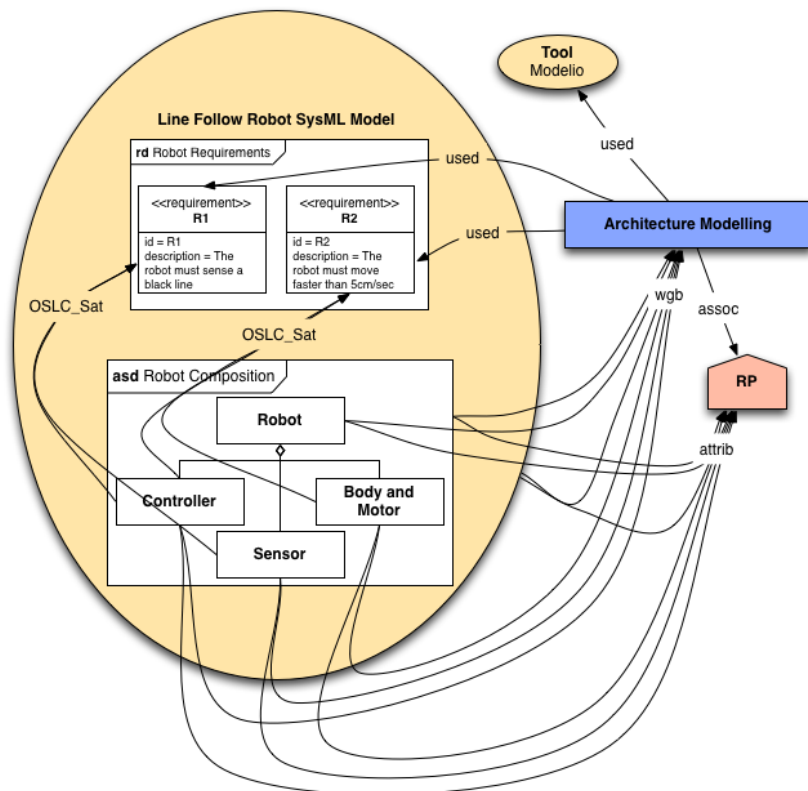 Tool
Modelio
Line Follow Robot SysML Model
rd Robot Requirements
used
used
<<requirement>>
R1
id = R1
description = The
robot must sense a
black line
<<requirement>>
R2
id = R2
description = The
robot must move
faster than 5cm/sec
used
Architecture Modelling
OSLC_Sat
OSLC_Sat
wgb
assoc
asd Robot Composition
RP
Robot
attrib
Controller
Body and
Motor
Sensor